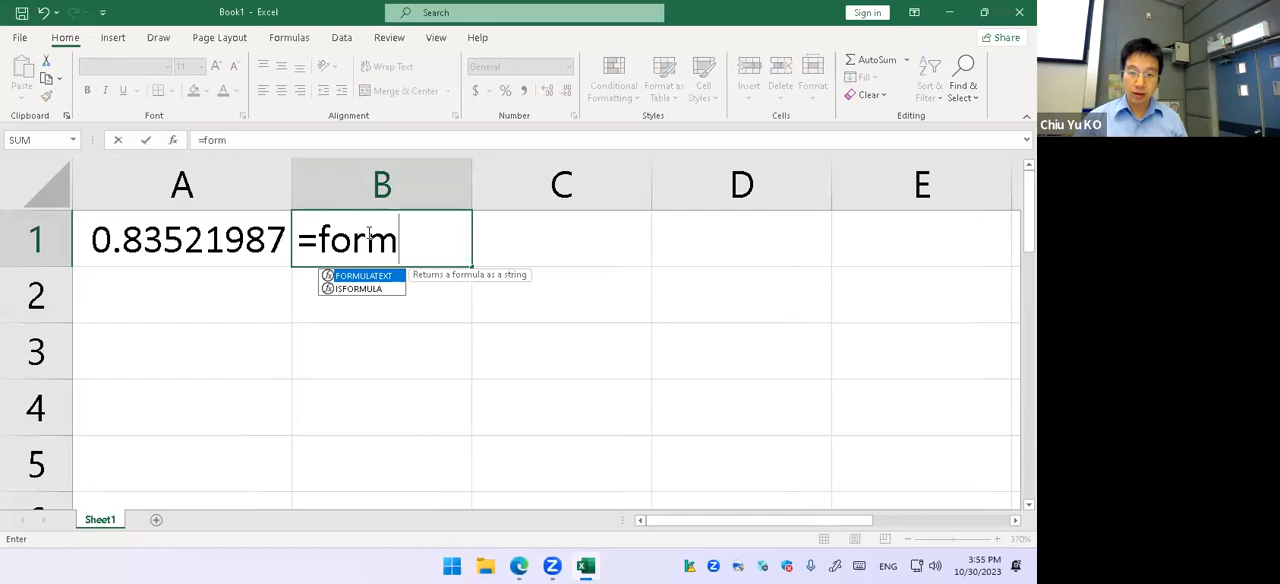 Book1 - Excel
Search
Sign in
File Home Insert Draw Page Layout Formulas Data Review View Help
Share
Paste
11
B I U
Wrap Text
Merge & Center
General
$ % ,
Conditional Formatting
Format as Table
Cell Styles
Insert
Delete
Format
AutoSum
Fill
Clear
Sort & Filter
Find & Select
Clipboard Font Alignment Number Styles Cells Editing
Chiu Yu KO
SUM
fx
=form
A B C D E
1 0.83521987 =form
FORMULATEXT Returns a formula as a string
ISFORMULA
2
3
4
5
Sheet1
Enter
370%
ENG
3:55 PM
10/30/2023